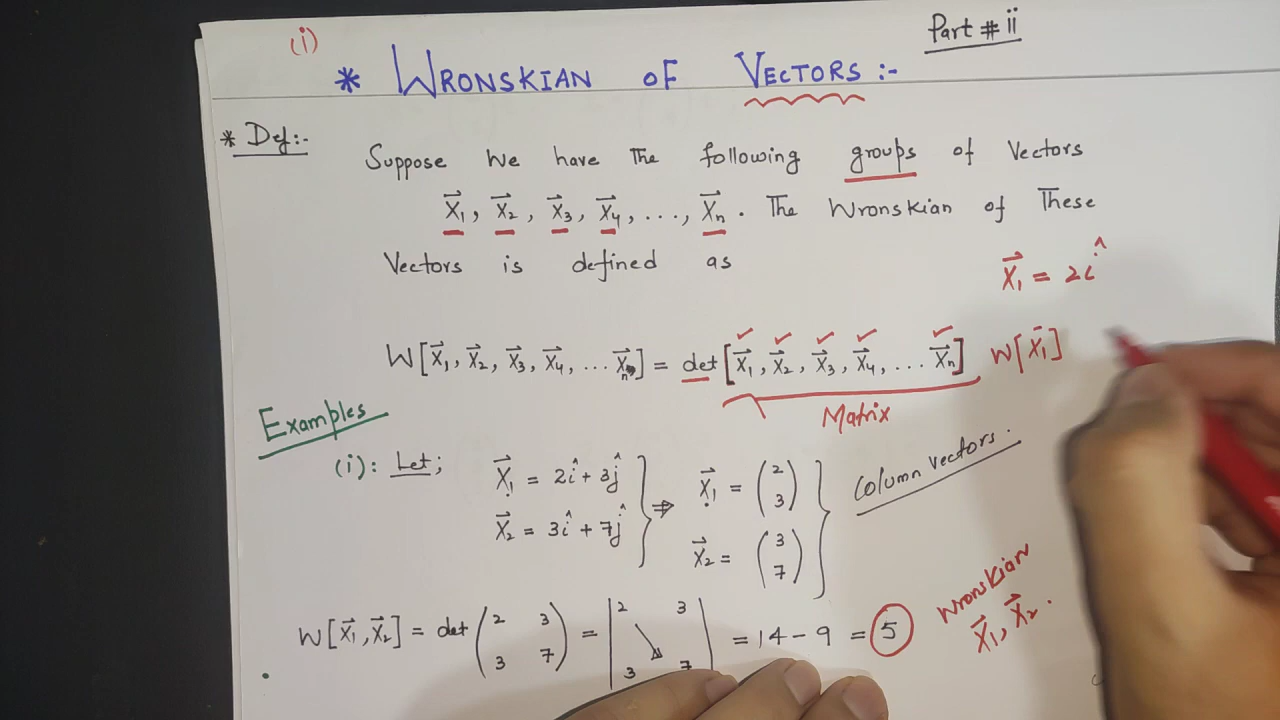 (i)
Part # ii
* WRONSKIAN OF VECTORS :-
* Def:-
Suppose We have The following groups of Vectors
X⃗₁, X⃗₂, X⃗₃, X⃗₄, ..., X⃗ₙ. The Wronskian of These
Vectors is defined as
X⃗₁ = 2î
W[X⃗₁, X⃗₂, X⃗₃, X⃗₄, ... X⃗ₙ] = det[X⃗₁, X⃗₂, X⃗₃, X⃗₄, ... X⃗ₙ] W[X̄₁]
Matrix
Examples
(i): Let; X⃗₁ = 2î + 3ĵ ⇒ X⃗₁ = (2 3) Column vectors.
X⃗₂ = 3î + 7ĵ X⃗₂ = (3 7)
W[X⃗₁, X⃗₂] = det (2 3 = |2 3 = 14 - 9 = 5
3 7) 3 7|
Wronskian
X⃗₁, X⃗₂.